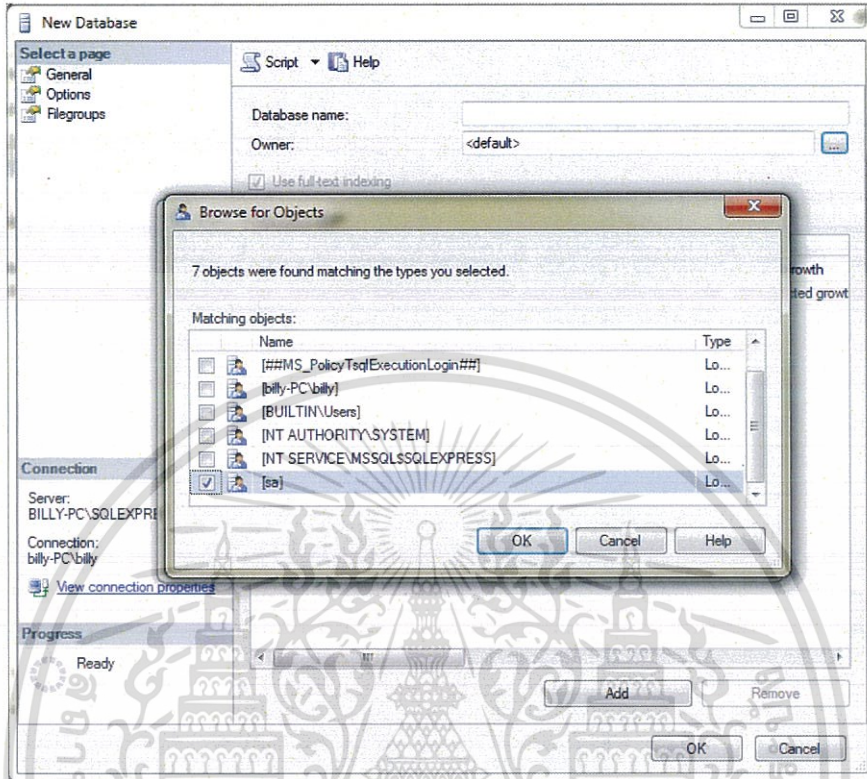 New Database
Select a page
General
Options
Filegroups
Script Help
Database name:
Owner: <default> ...
Use full-text indexing
Browse for Objects
7 objects were found matching the types you selected.
Matching objects:
Name Type
[##MS_PolicyTsqlExecutionLogin##] Lo...
[billy-PC\billy] Lo...
[BUILTIN\Users] Lo...
[NT AUTHORITY\SYSTEM] Lo...
[NT SERVICE\MSSQL$SQLEXPRESS] Lo...
[sa] Lo...
OK Cancel Help
rowth
cted growt
Connection
Server:
BILLY-PC\SQLEXPRE
Connection:
billy-PC\billy
View connection properties
Progress
Ready
Add Remove
OK Cancel